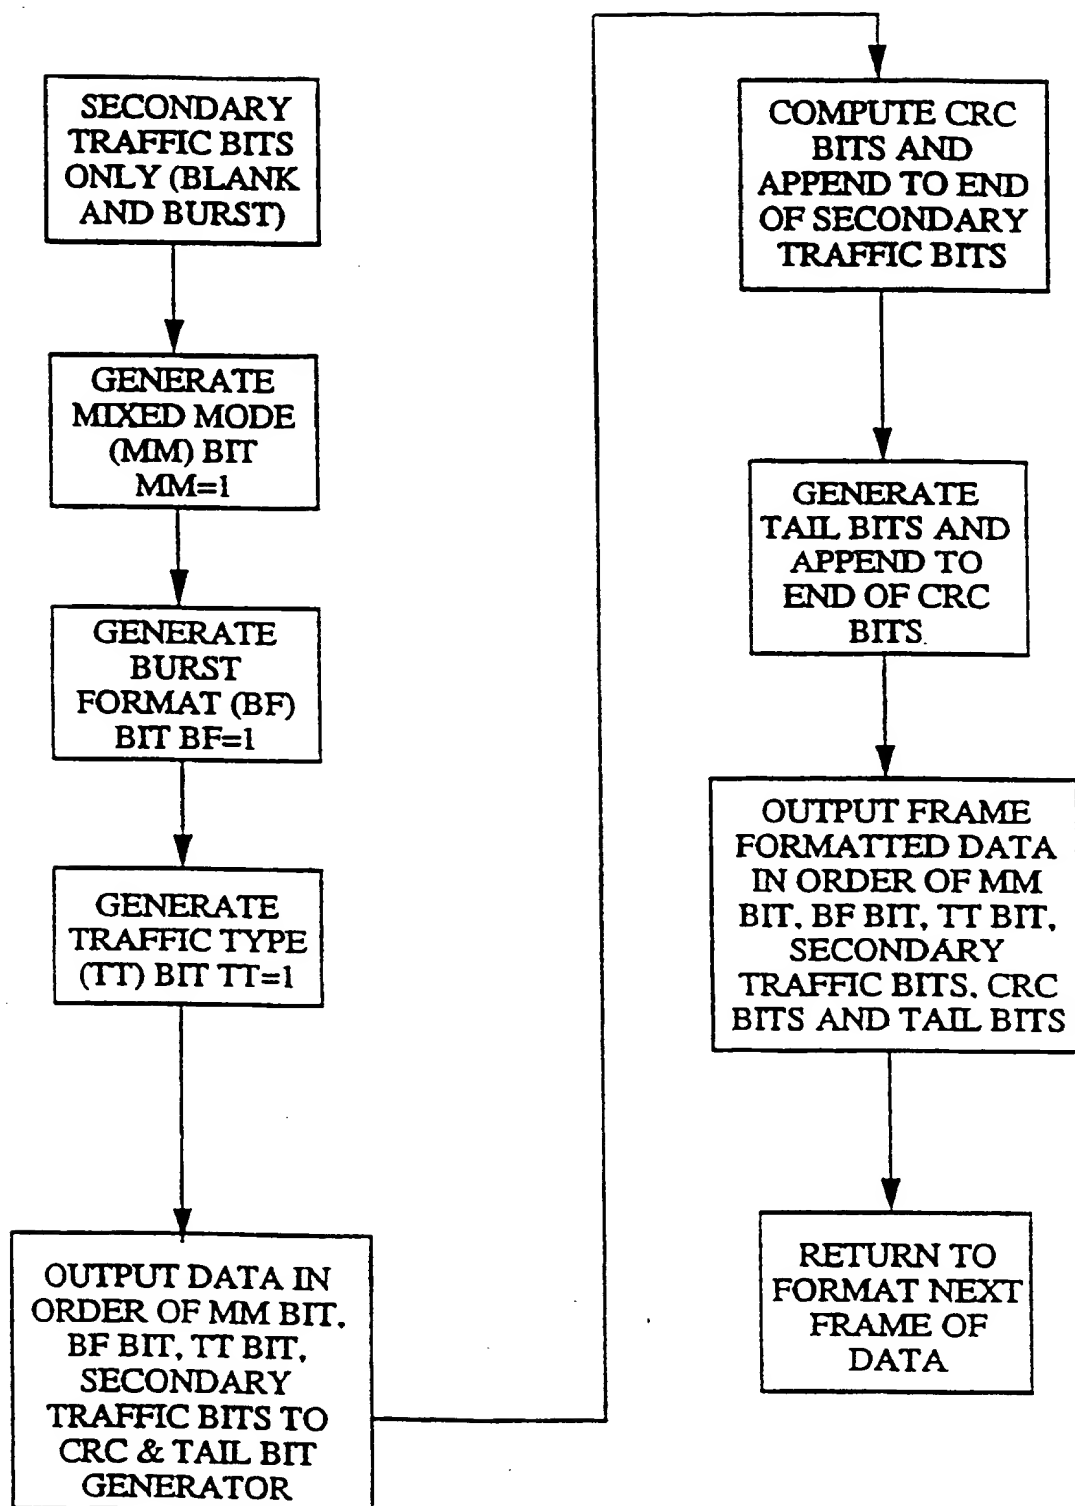 SECONDARY
TRAFFIC BITS
ONLY (BLANK
AND BURST)
GENERATE
MIXED MODE
(MM) BIT
MM=1
GENERATE
BURST
FORMAT (BF)
BIT BF=1
GENERATE
TRAFFIC TYPE
(TT) BIT TT=1
OUTPUT DATA IN
ORDER OF MM BIT,
BF BIT, TT BIT,
SECONDARY
TRAFFIC BITS TO
CRC & TAIL BIT
GENERATOR
COMPUTE CRC
BITS AND
APPEND TO END
OF SECONDARY
TRAFFIC BITS
GENERATE
TAIL BITS AND
APPEND TO
END OF CRC
BITS
OUTPUT FRAME
FORMATTED DATA
IN ORDER OF MM
BIT, BF BIT, TT BIT,
SECONDARY
TRAFFIC BITS, CRC
BITS AND TAIL BITS
RETURN TO
FORMAT NEXT
FRAME OF
DATA